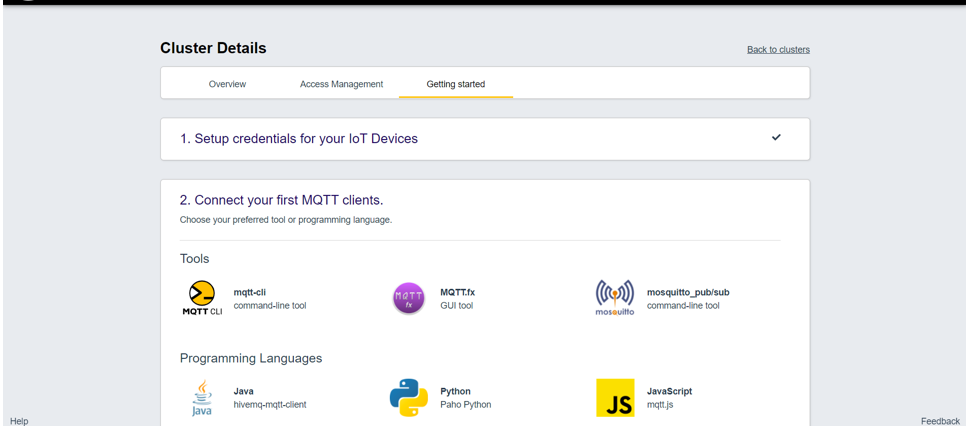 Cluster Details
Back to clusters
Overview Access Management Getting started
1. Setup credentials for your IoT Devices
2. Connect your first MQTT clients.
Choose your preferred tool or programming language.
Tools
mqtt-cli
command-line tool
MQTT CLI
MQTT fx
MQTT.fx
GUI tool
mosquitto
mosquitto_pub/sub
command-line tool
Programming Languages
Java
Java
hivemq-mqtt-client
Python
Paho Python
JS
JavaScript
mqtt.js
Help
Feedback